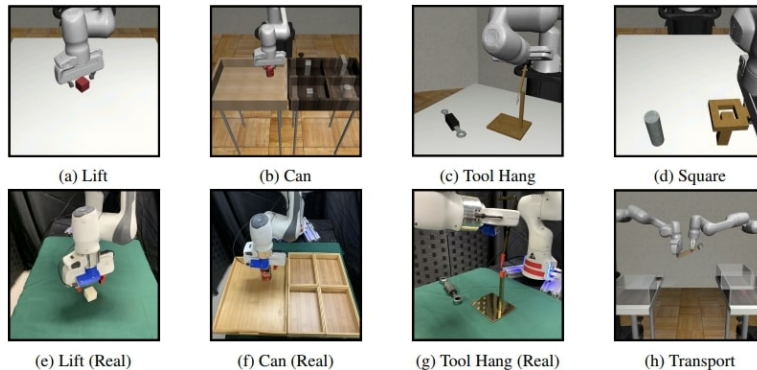 (a) Lift
(b) Can
(c) Tool Hang
(d) Square
(e) Lift (Real)
(f) Can (Real)
(g) Tool Hang (Real)
(h) Transport